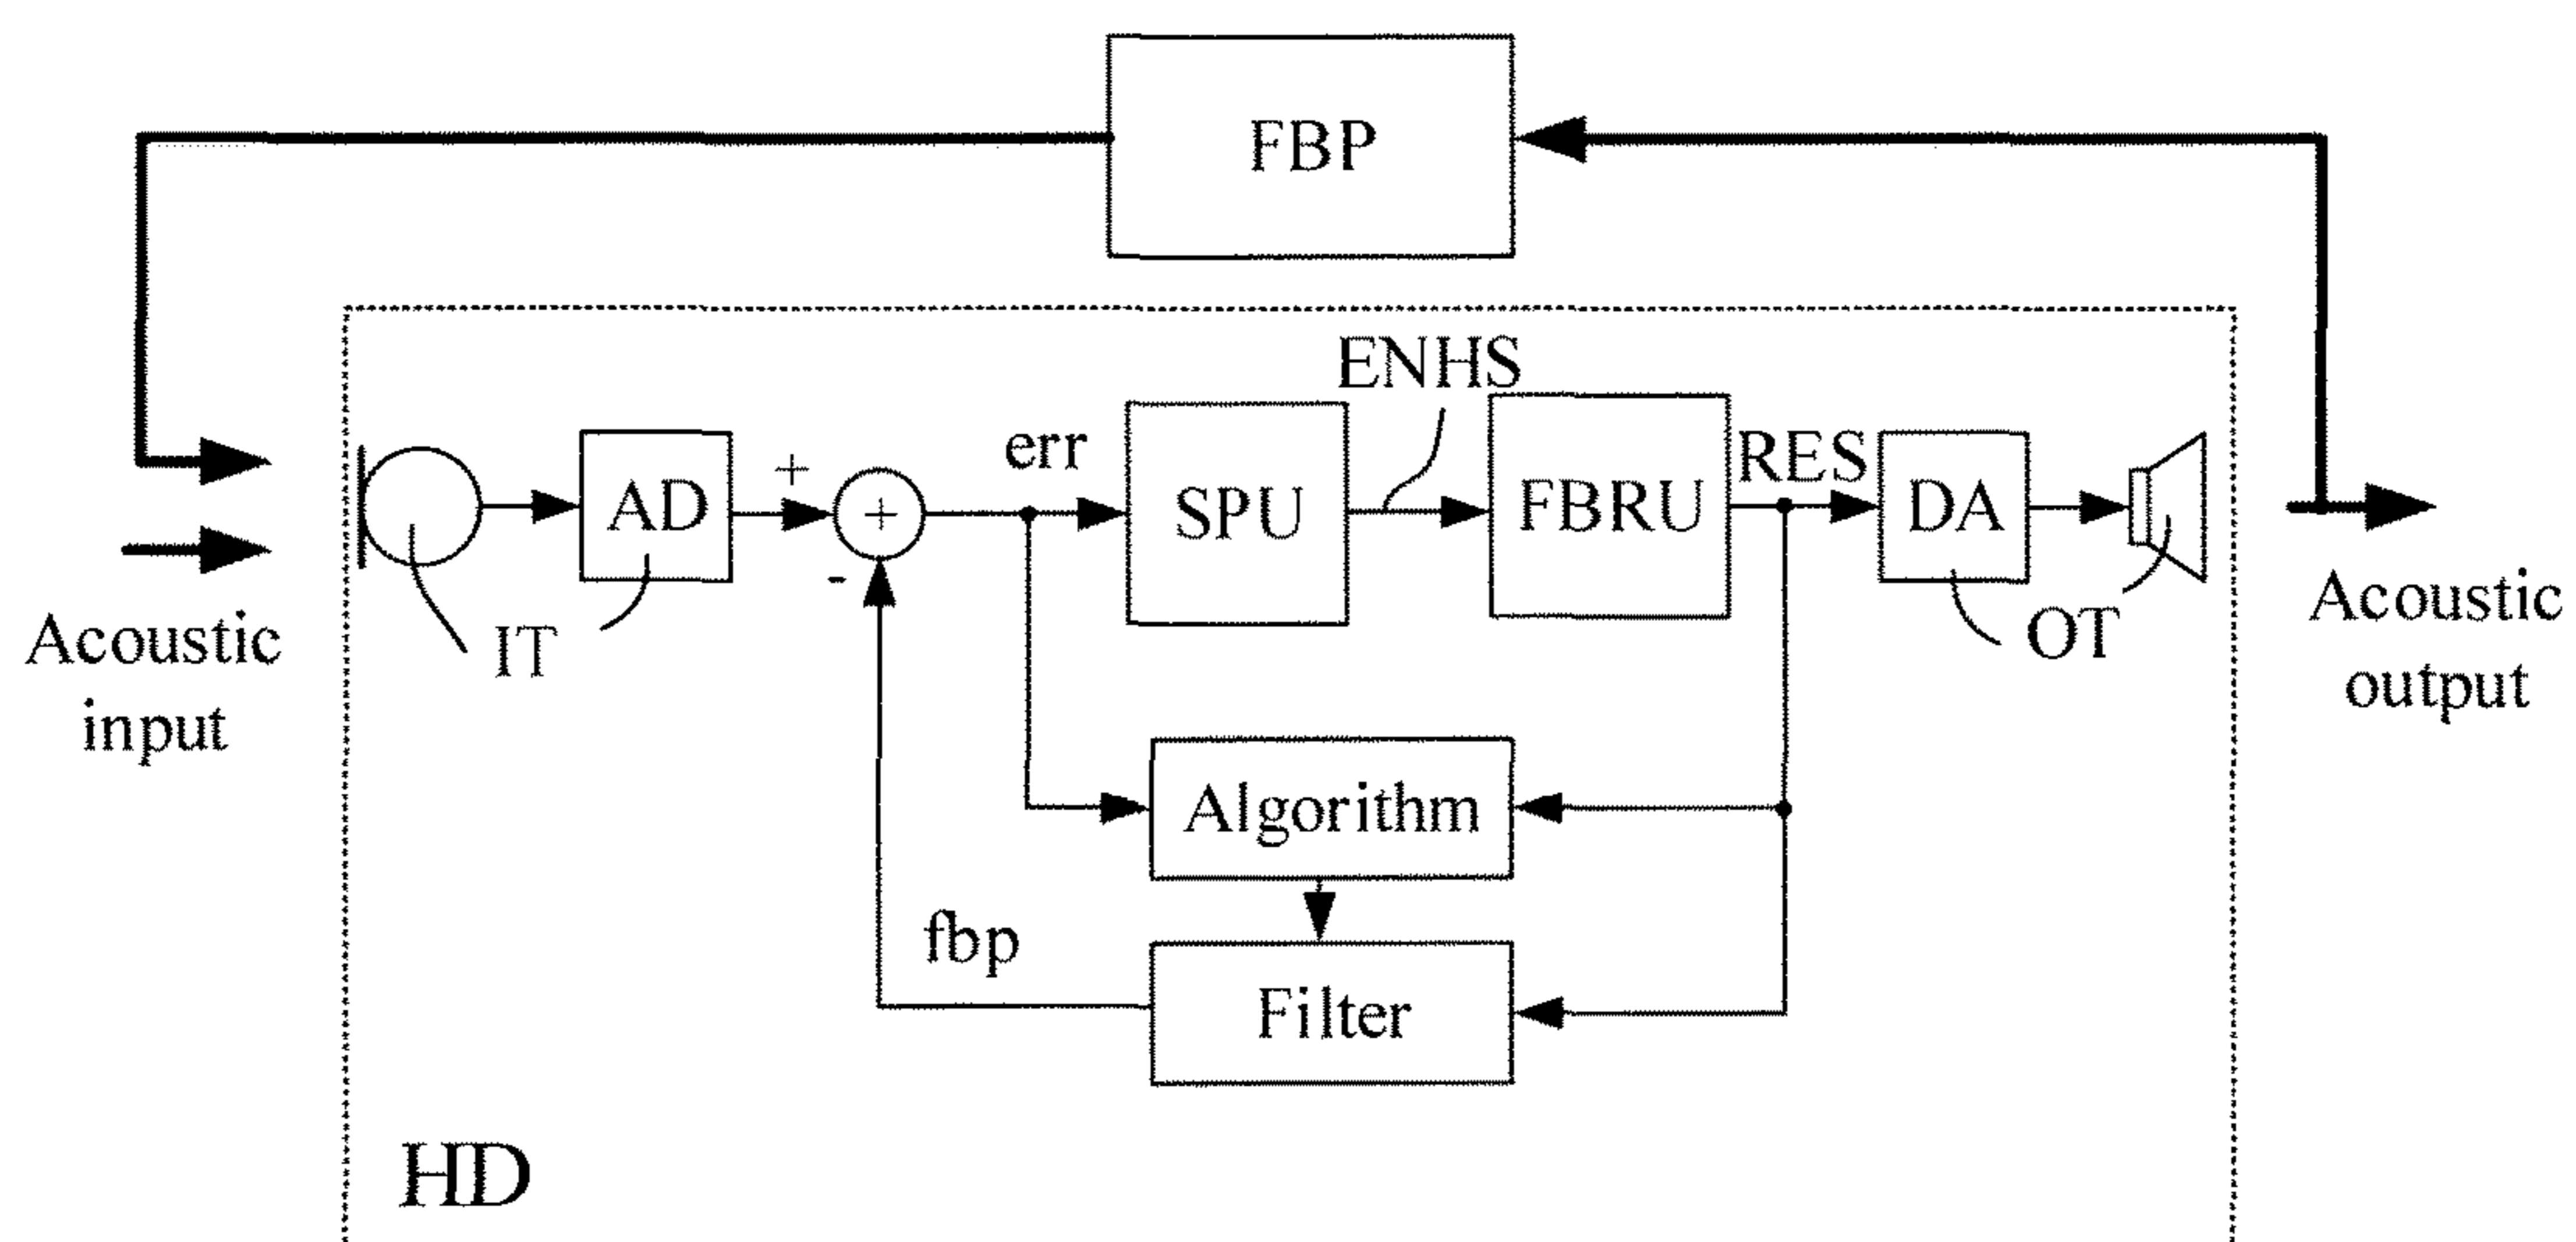 FBP
ENHS
err
RES
+
AD
+
SPU
FBRU
DA
-
IT
OT
Acoustic
input
Acoustic
output
Algorithm
fbp
Filter
HD